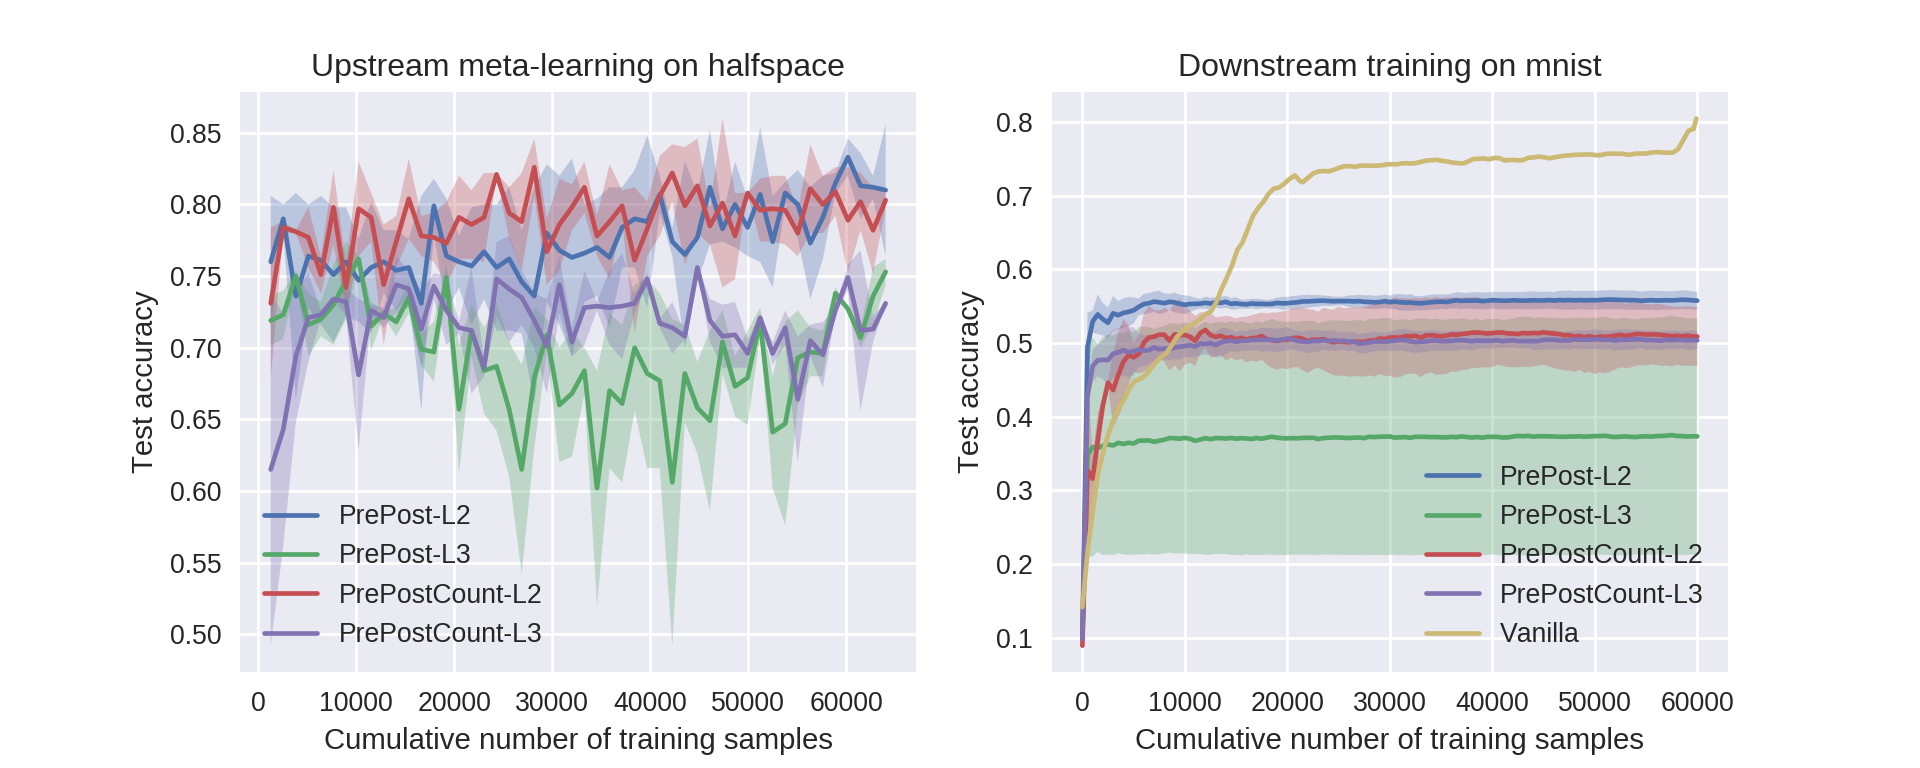 Upstream meta-learning on halfspace
Test accuracy
0.85
0.80
0.75
0.70
0.65
0.60
0.55
0.50
PrePost-L2
PrePost-L3
PrePostCount-L2
PrePostCount-L3
0 10000 20000 30000 40000 50000 60000
Cumulative number of training samples
Downstream training on mnist
Test accuracy
0.8
0.7
0.6
0.5
0.4
0.3
0.2
0.1
PrePost-L2
PrePost-L3
PrePostCount-L2
PrePostCount-L3
Vanilla
0 10000 20000 30000 40000 50000 60000
Cumulative number of training samples